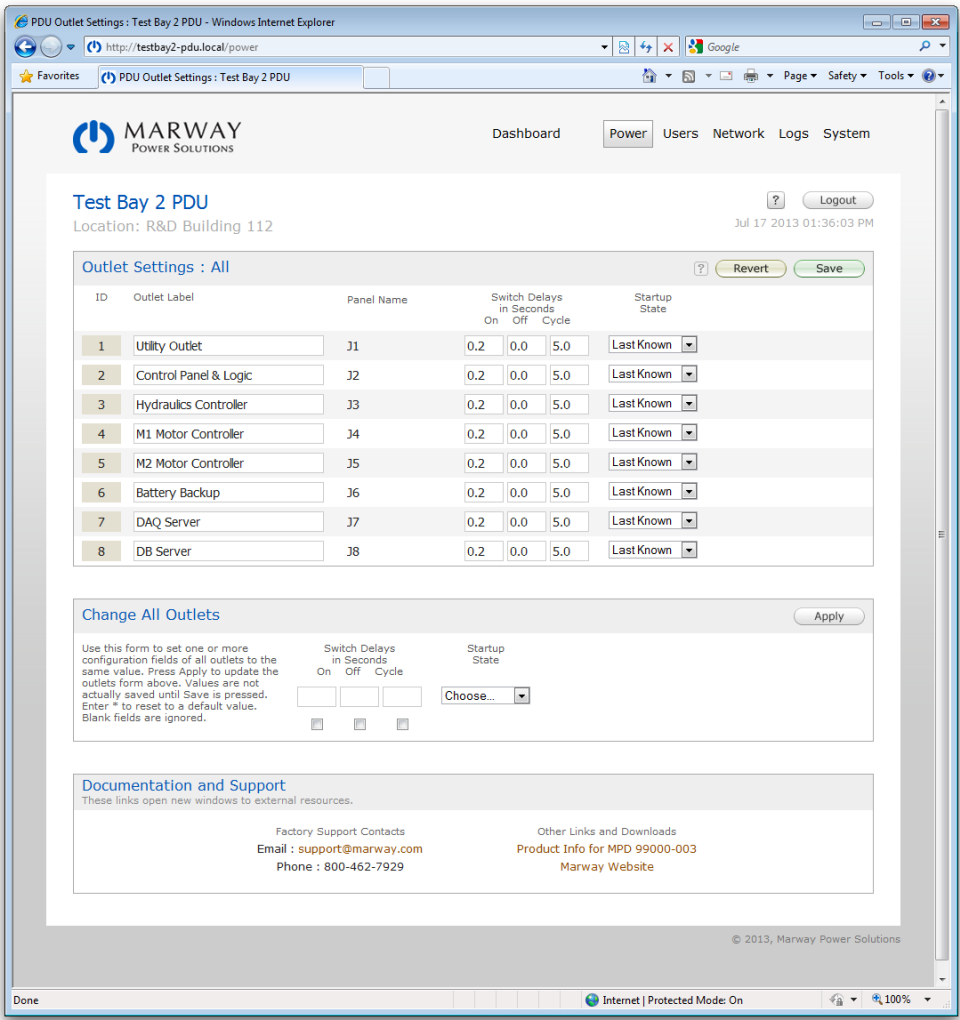 PDU Outlet Settings : Test Bay 2 PDU - Windows Internet Explorer
http://testbay2-pdu.local/power
Google
Favorites
PDU Outlet Settings : Test Bay 2 PDU
Page
Safety
Tools
MARWAY
POWER SOLUTIONS
Dashboard
Power
Users
Network
Logs
System
Test Bay 2 PDU
? Logout
Location: R&D Building 112
Jul 17 2013 01:36:03 PM
Outlet Settings : All
? Revert Save
ID Outlet Label Panel Name Switch Delays Startup
in Seconds State
On Off Cycle
1 Utility Outlet J1 0.2 0.0 5.0 Last Known
2 Control Panel & Logic J2 0.2 0.0 5.0 Last Known
3 Hydraulics Controller J3 0.2 0.0 5.0 Last Known
4 M1 Motor Controller J4 0.2 0.0 5.0 Last Known
5 M2 Motor Controller J5 0.2 0.0 5.0 Last Known
6 Battery Backup J6 0.2 0.0 5.0 Last Known
7 DAQ Server J7 0.2 0.0 5.0 Last Known
8 DB Server J8 0.2 0.0 5.0 Last Known
Change All Outlets
Apply
Use this form to set one or more
configuration fields of all outlets to the
same value. Press Apply to update the
outlets form above. Values are not
actually saved until Save is pressed.
Enter * to reset to a default value.
Blank fields are ignored.
Switch Delays
in Seconds
On Off Cycle
Startup
State
Choose...
Documentation and Support
These links open new windows to external resources.
Factory Support Contacts
Email : support@marway.com
Phone : 800-462-7929
Other Links and Downloads
Product Info for MPD 99000-003
Marway Website
© 2013, Marway Power Solutions
Done
Internet | Protected Mode: On
100%